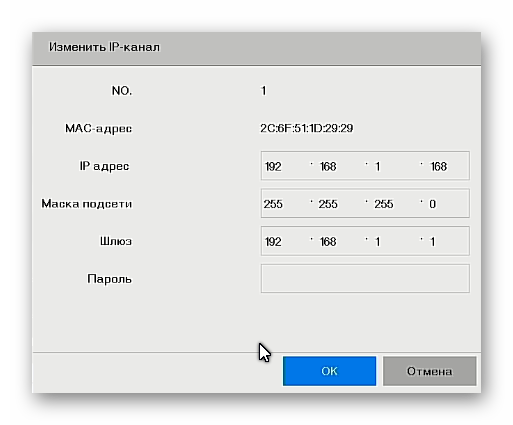 Изменить IP-канал
NO. 1
MAC-адрес 2C:6F:51:1D:29:29
IP адрес 192 . 168 . 1 . 168
Маска подсети 255 . 255 . 255 . 0
Шлюз 192 . 168 . 1 . 1
Пароль
OK Отмена